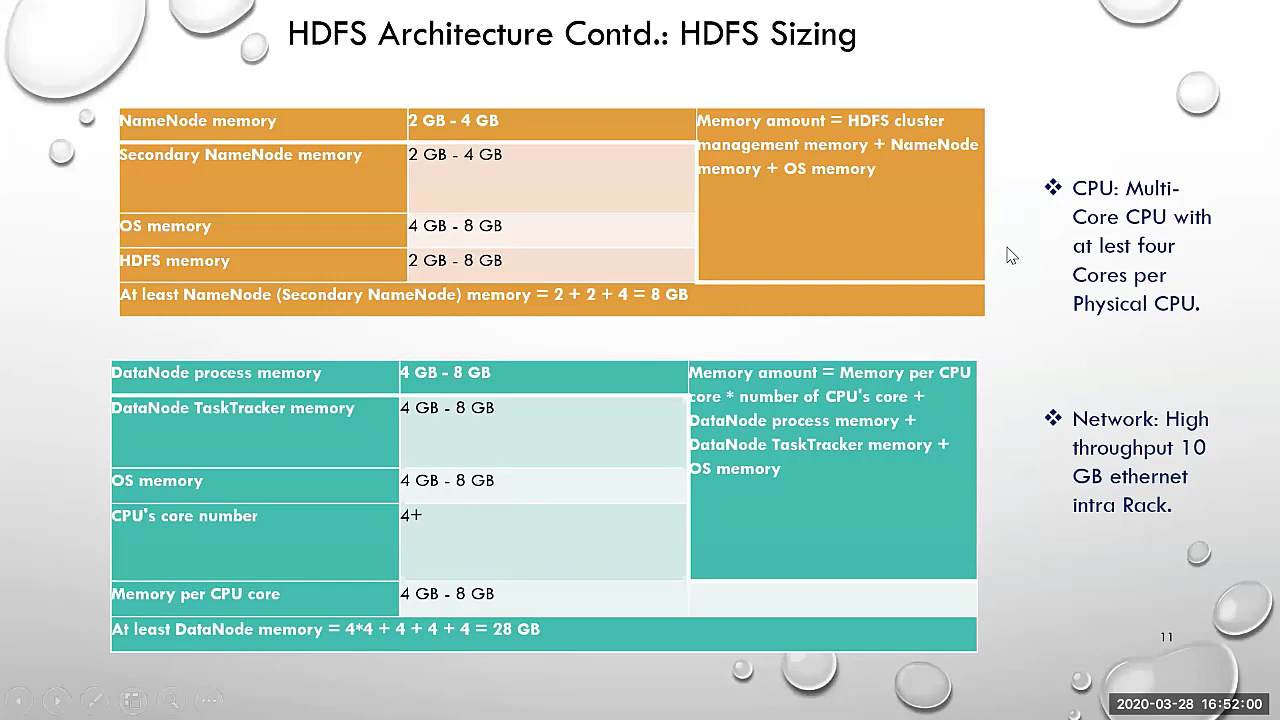 HDFS Architecture Contd.: HDFS Sizing
NameNode memory
2 GB - 4 GB
Memory amount = HDFS cluster
management memory + NameNode
memory + OS memory
Secondary NameNode memory
2 GB - 4 GB
OS memory
4 GB - 8 GB
HDFS memory
2 GB - 8 GB
At least NameNode (Secondary NameNode) memory = 2 + 2 + 4 = 8 GB
DataNode process memory
4 GB - 8 GB
Memory amount = Memory per CPU
core * number of CPU's core +
DataNode process memory +
DataNode TaskTracker memory +
OS memory
DataNode TaskTracker memory
4 GB - 8 GB
OS memory
4 GB - 8 GB
CPU's core number
4+
Memory per CPU core
4 GB - 8 GB
At least DataNode memory = 4*4 + 4 + 4 + 4 = 28 GB
CPU: Multi-
Core CPU with
at lest four
Cores per
Physical CPU.
Network: High
throughput 10
GB ethernet
intra Rack.
11
2020-03-28 16:52:00